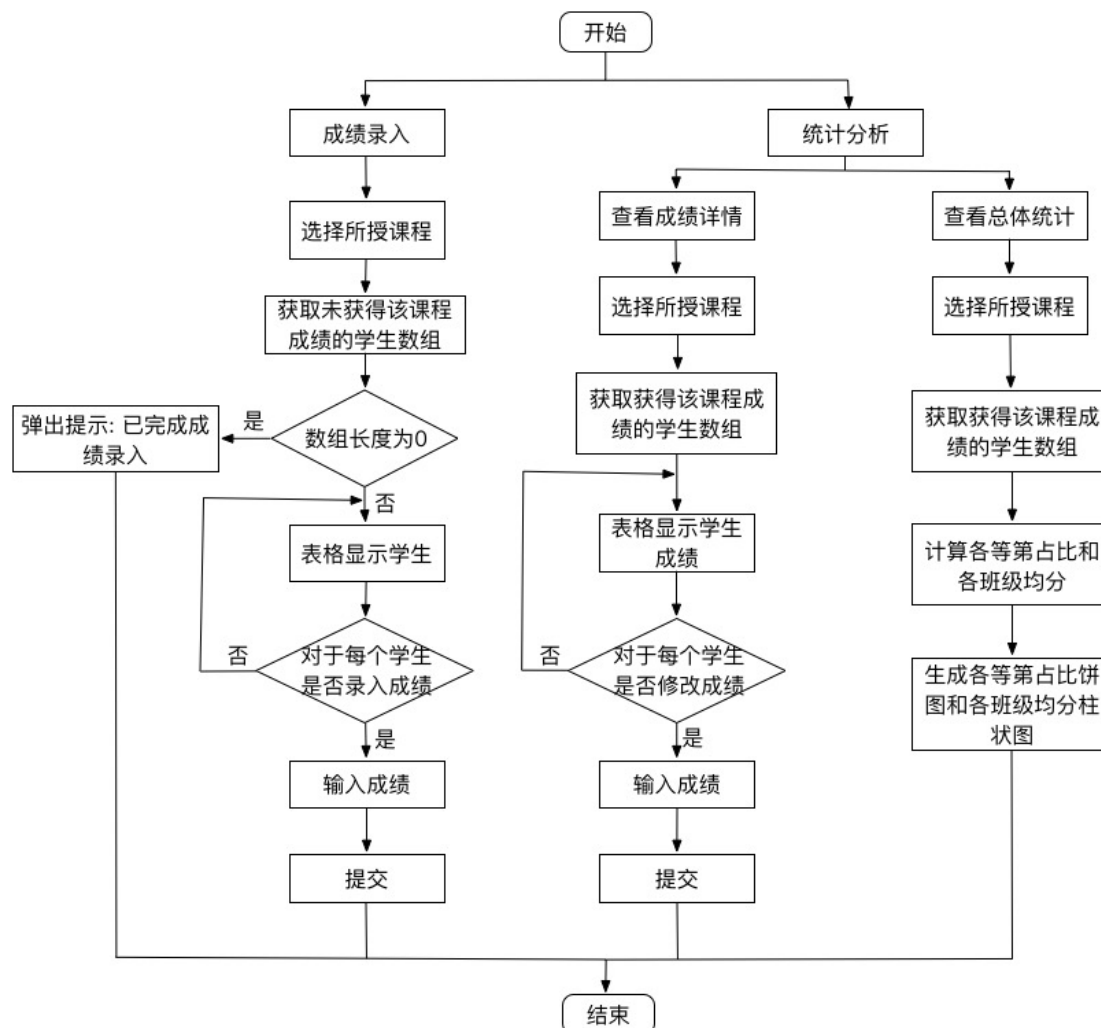 开始
成绩录入
统计分析
选择所授课程
查看成绩详情
查看总体统计
获取未获得该课程
成绩的学生数组
选择所授课程
选择所授课程
弹出提示: 已完成成
绩录入
是
数组长度为0
否
获取获得该课程成
绩的学生数组
获取获得该课程成
绩的学生数组
表格显示学生
表格显示学生
成绩
计算各等第占比和
各班级均分
否
对于每个学生
是否录入成绩
是
否
对于每个学生
是否修改成绩
是
生成各等第占比饼
图和各班级均分柱
状图
输入成绩
输入成绩
提交
提交
结束